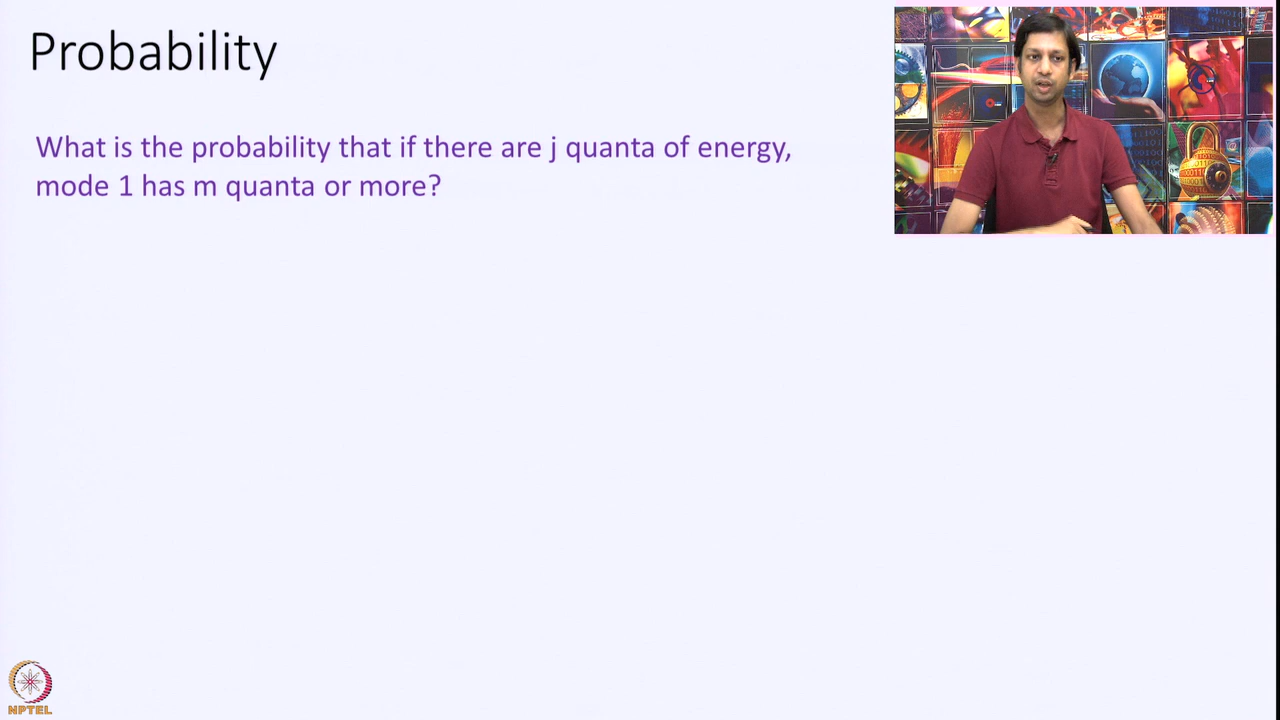 Probability
What is the probability that if there are j quanta of energy,
mode 1 has m quanta or more?
NPTEL